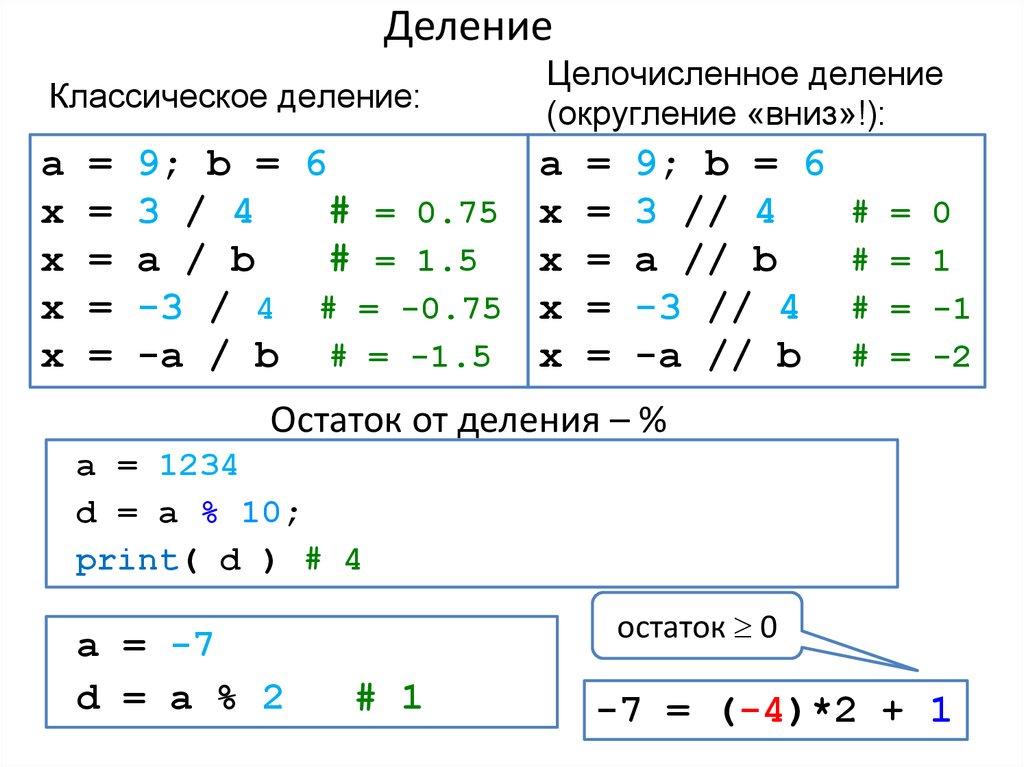 Деление
Классическое деление:
a = 9; b = 6
x = 3 / 4 # = 0.75
x = a / b # = 1.5
x = -3 / 4 # = -0.75
x = -a / b # = -1.5
Целочисленное деление
(округление «вниз»!):
a = 9; b = 6
x = 3 // 4 # = 0
x = a // b # = 1
x = -3 // 4 # = -1
x = -a // b # = -2
Остаток от деления – %
a = 1234
d = a % 10;
print( d ) # 4
a = -7
d = a % 2 # 1
остаток ≥ 0
-7 = (-4)*2 + 1